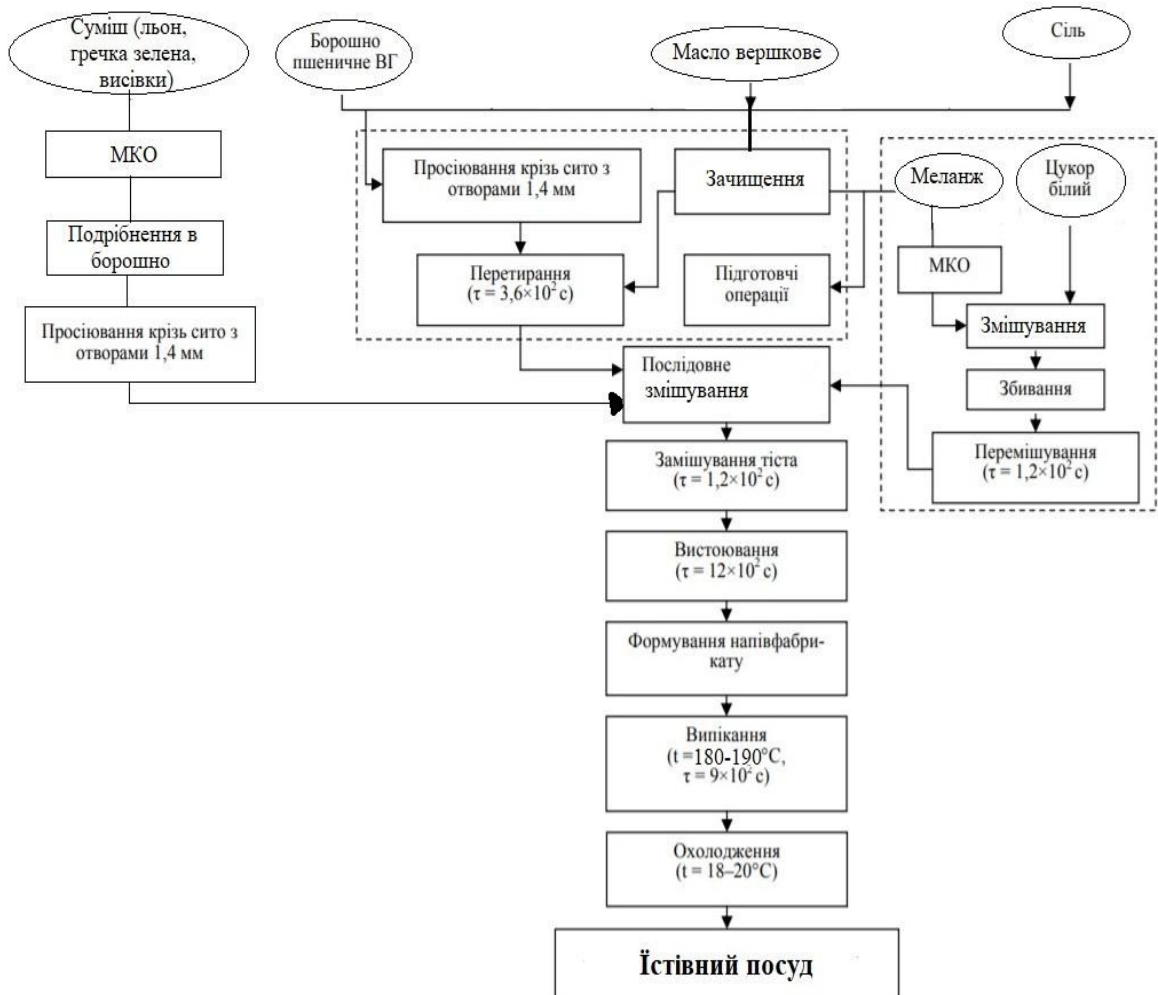 Суміш (льон,
гречка зелена,
висівки)
Борошно
пшеничне ВГ
Масло вершкове
Сіль
МКО
Подрібнення в
борошно
Просіювання крізь сито з
отворами 1,4 мм
Просіювання крізь сито з
отворами 1,4 мм
Зачищення
Перетирання
(τ = 3,6×10² с)
Підготовчі
операції
Меланж
Цукор
білий
МКО
Змішування
Збивання
Перемішування
(τ = 1,2×10² с)
Послідовне
змішування
Замішування тіста
(τ = 1,2×10² с)
Вистоювання
(τ = 12×10² с)
Формування напівфабри-
кату
Випікання
(t =180-190°С,
τ = 9×10² с)
Охолодження
(t = 18–20°С)
Їстівний посуд